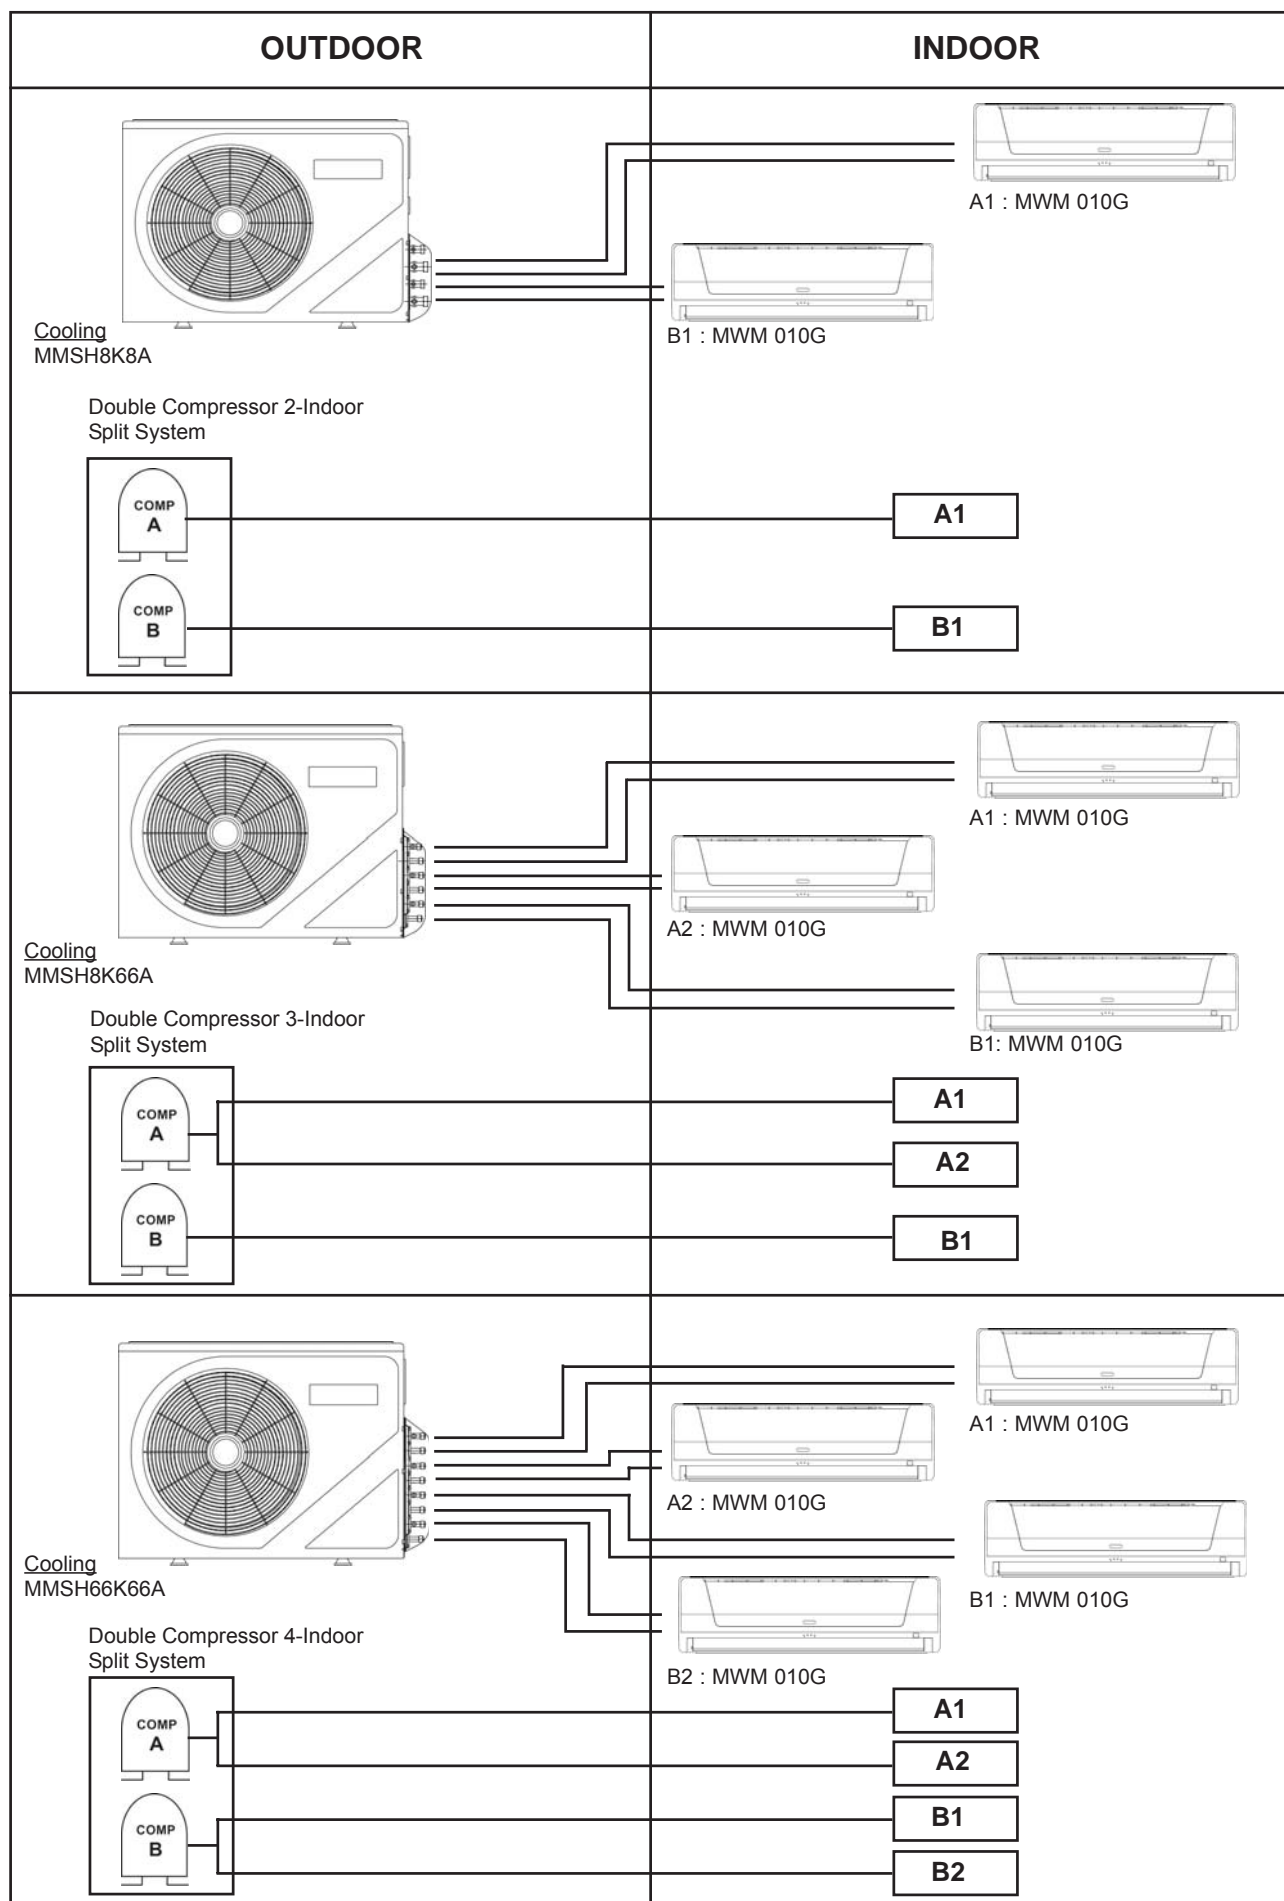 OUTDOOR
INDOOR
A1 : MWM 010G
B1 : MWM 010G
Cooling
MMSH8K8A
Double Compressor 2-Indoor
Split System
COMP
A
A1
COMP
B
B1
A1 : MWM 010G
A2 : MWM 010G
Cooling
MMSH8K66A
B1: MWM 010G
Double Compressor 3-Indoor
Split System
COMP
A
A1
A2
COMP
B
B1
A1 : MWM 010G
A2 : MWM 010G
Cooling
MMSH66K66A
B1 : MWM 010G
Double Compressor 4-Indoor
Split System
B2 : MWM 010G
COMP
A
A1
A2
COMP
B
B1
B2